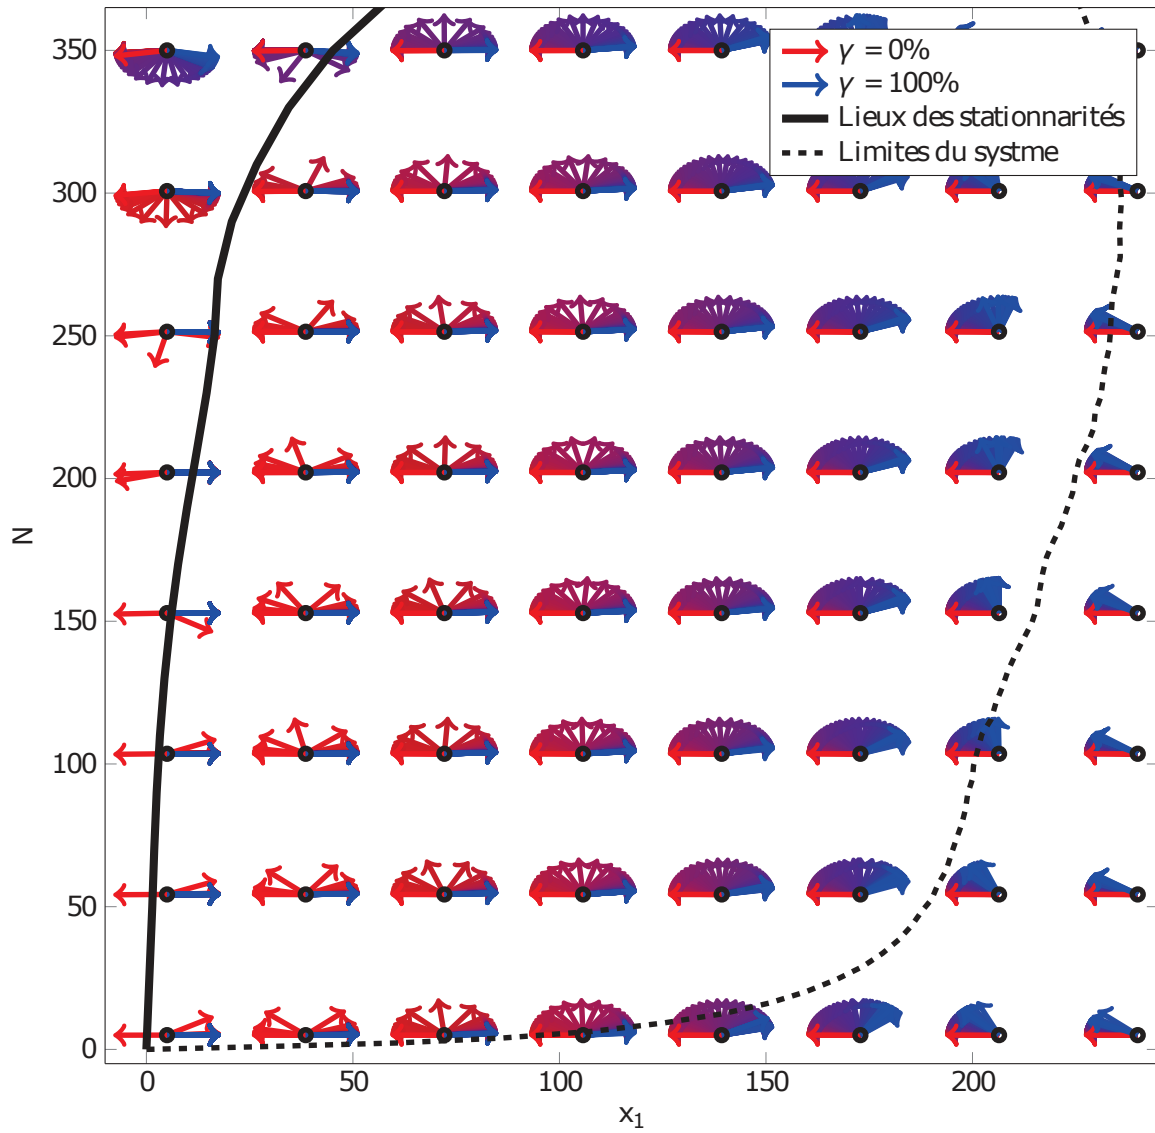 350
300
250
200
150
100
50
0
N
γ = 0%
γ = 100%
Lieux des stationnarités
Limites du systme
0
50
100
150
200
x₁